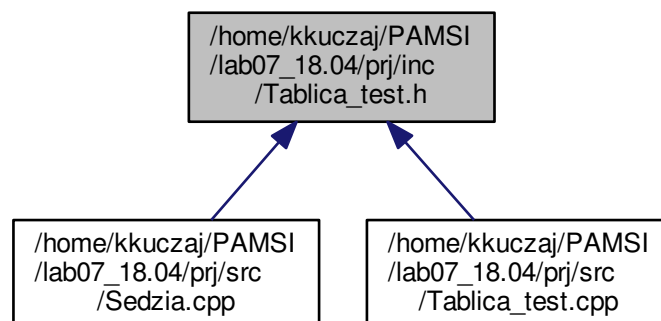 /home/kkuczaj/PAMSI
/lab07_18.04/prj/inc
/Tablica_test.h
/home/kkuczaj/PAMSI
/lab07_18.04/prj/src
/Sedzia.cpp
/home/kkuczaj/PAMSI
/lab07_18.04/prj/src
/Tablica_test.cpp